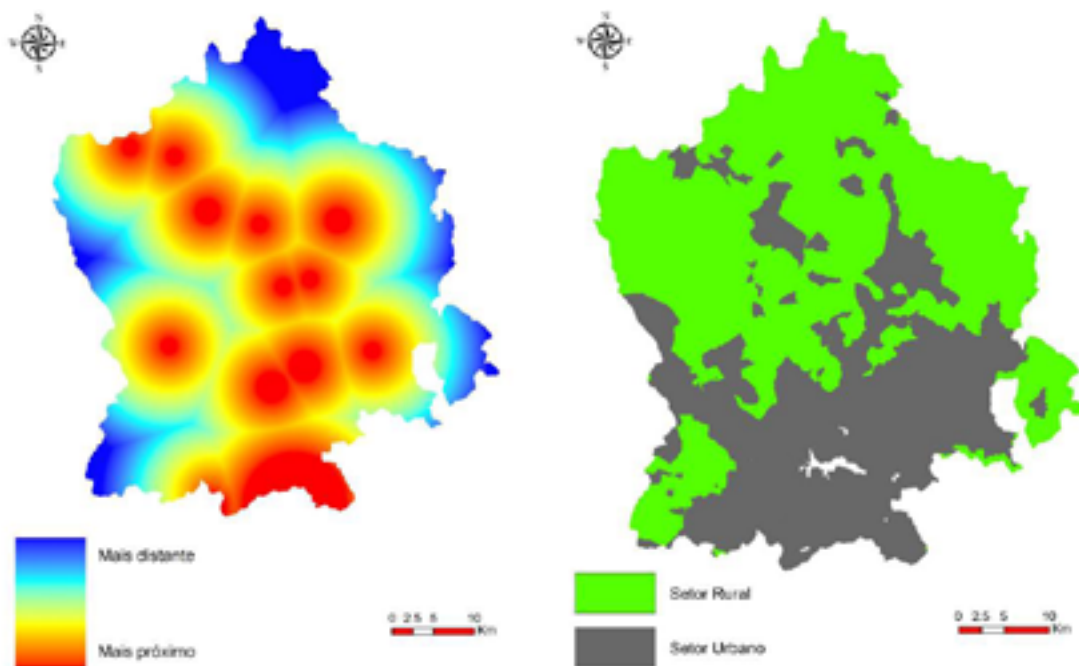 N
W E
S
Mais distante
Mais próximo
0 2.5 5 10
Km
N
W E
S
Setor Rural
Setor Urbano
0 2.5 5 10
Km